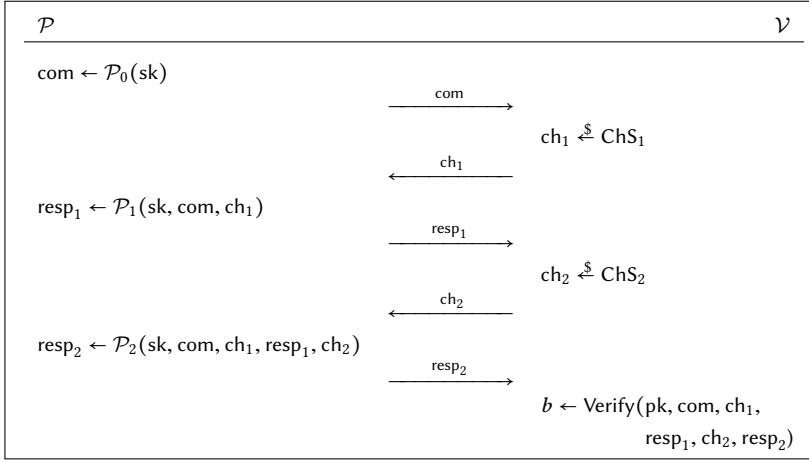 𝒫 𝒱
com ← 𝒫₀(sk)
com
ch₁ ←$ ChS₁
ch₁
resp₁ ← 𝒫₁(sk, com, ch₁)
resp₁
ch₂ ←$ ChS₂
ch₂
resp₂ ← 𝒫₂(sk, com, ch₁, resp₁, ch₂)
resp₂
b ← Verify(pk, com, ch₁,
resp₁, ch₂, resp₂)